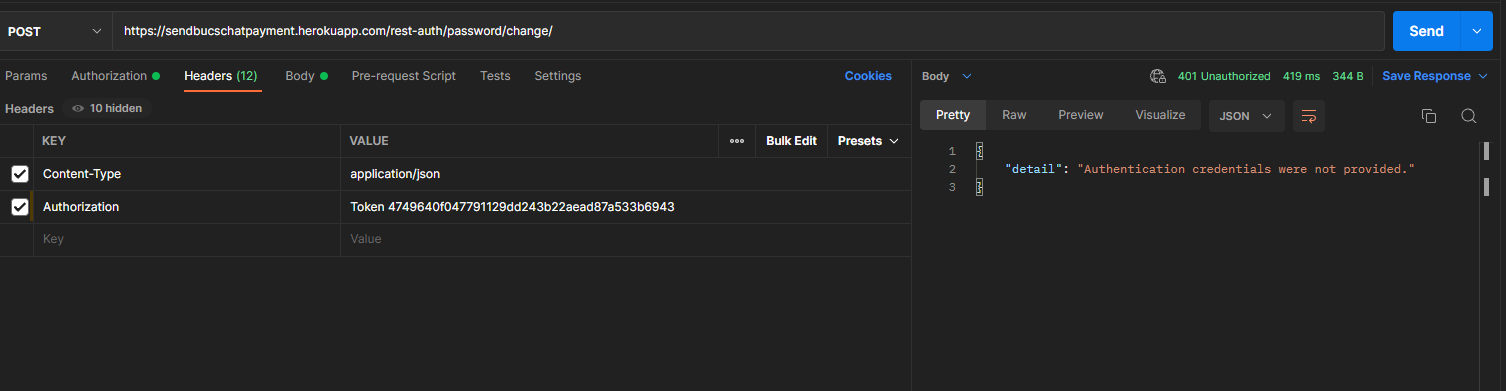 POST https://sendbucschatpayment.herokuapp.com/rest-auth/password/change/ Send
Params Authorization Headers (12) Body Pre-request Script Tests Settings Cookies
Body 401 Unauthorized 419 ms 344 B Save Response
Headers 10 hidden
Pretty Raw Preview Visualize JSON
KEY VALUE ••• Bulk Edit Presets
Content-Type application/json
Authorization Token 4749640f047791129dd243b22aead87a533b6943
Key Value
1 {
2 "detail": "Authentication credentials were not provided."
3 }